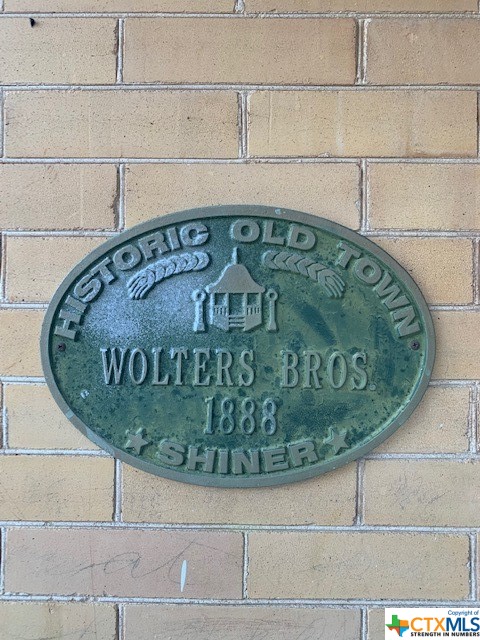 HISTORIC OLD TOWN
WOLTERS BROS.
1888
SHINER
Copyright of
CTXMLS
STRENGTH IN NUMBERS